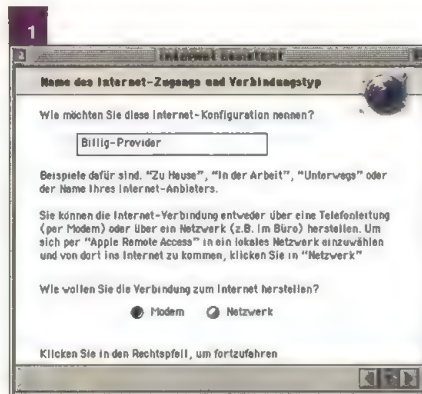 1
Internet Assistent
Name des Internet-Zugangs und Verbindungstyp
Wie möchten Sie diese Internet-Konfiguration nennen?
Billig-Provider
Beispiele dafür sind. "Zu Hause", "In der Arbeit", "Unterwegs" oder
der Name Ihres Internet-Anbieters.
Sie können die Internet-Verbindung entweder über eine Telefonleitung
(per Modem) oder über ein Netzwerk (z.B. im Büro) herstellen. Um
sich per "Apple Remote Access" in ein lokales Netzwerk einzuwählen
und von dort ins Internet zu kommen, klicken Sie in "Netzwerk"
Wie wollen Sie die Verbindung zum Internet herstellen?
Modem Netzwerk
Klicken Sie in den Rechtspfeil, um fortzufahren